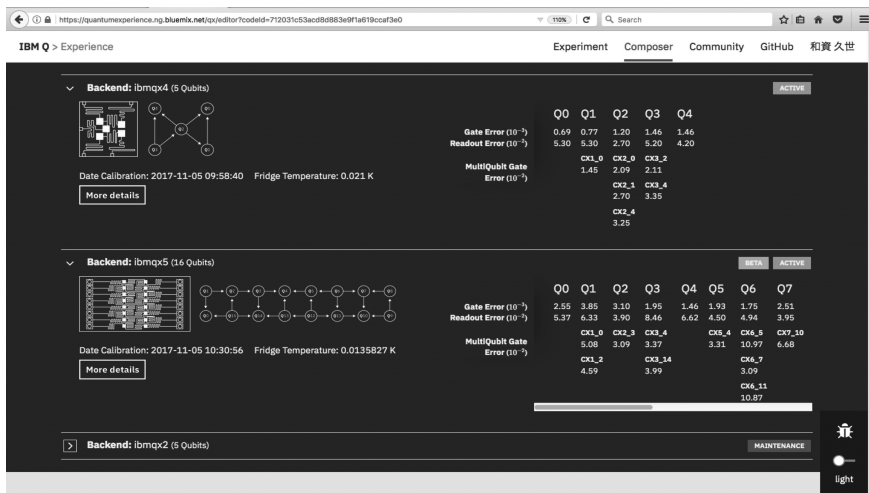 https://quantumexperience.ng.bluemix.net/qx/editor?codeId=712031c53acd8d883e9f1a619ccaf3e0 110% Search
IBM Q > Experience Experiment Composer Community GitHub 和資 久世
Backend: ibmqx4 (5 Qubits) ACTIVE
Q0 Q1 Q2 Q3 Q4
Gate Error (10⁻³) 0.69 0.77 1.20 1.46 1.46
Readout Error (10⁻²) 5.30 5.30 2.70 5.20 4.20
MultiQubit Gate Error (10⁻²) CX1_0 CX2_0 CX3_2
1.45 2.09 2.11
CX2_1 CX3_4
2.70 3.35
CX2_4
3.25
Date Calibration: 2017-11-05 09:58:40 Fridge Temperature: 0.021 K
More details
Backend: ibmqx5 (16 Qubits) BETA ACTIVE
Q0 Q1 Q2 Q3 Q4 Q5 Q6 Q7
Gate Error (10⁻³) 2.55 3.85 3.10 1.95 1.46 1.93 1.75 2.51
Readout Error (10⁻²) 5.37 6.33 3.90 8.46 6.62 4.50 4.94 3.95
MultiQubit Gate Error (10⁻²) CX1_0 CX2_3 CX3_4 CX5_4 CX6_5 CX7_10
5.08 3.09 3.37 3.31 10.97 6.68
CX1_2 CX3_14 CX6_7
4.59 3.99 3.09
CX6_11
10.87
Date Calibration: 2017-11-05 10:30:56 Fridge Temperature: 0.0135827 K
More details
Backend: ibmqx2 (5 Qubits) MAINTENANCE
light